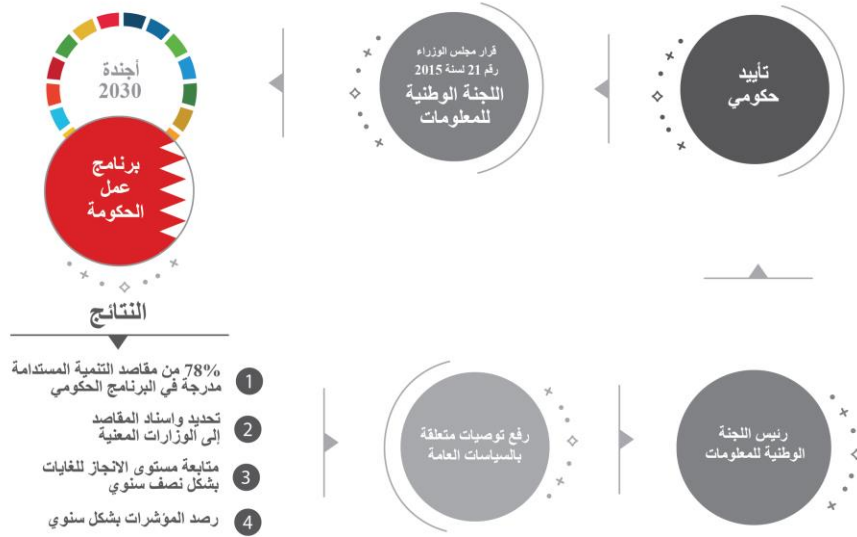 تأييد
حكومي
قرار مجلس الوزراء
رقم 21 لسنة 2015
اللجنة الوطنية
للمعلومات
أجندة
2030
برنامج
عمل
الحكومة
النتائج
1 78% من مقاصد التنمية المستدامة
مدرجة في البرنامج الحكومي
2 تحديد واسناد المقاصد
إلى الوزارات المعنية
3 متابعة مستوى الانجاز للغايات
بشكل نصف سنوي
4 رصد المؤشرات بشكل سنوي
رفع توصيات متعلقة
بالسياسات العامة
رئيس اللجنة
الوطنية للمعلومات